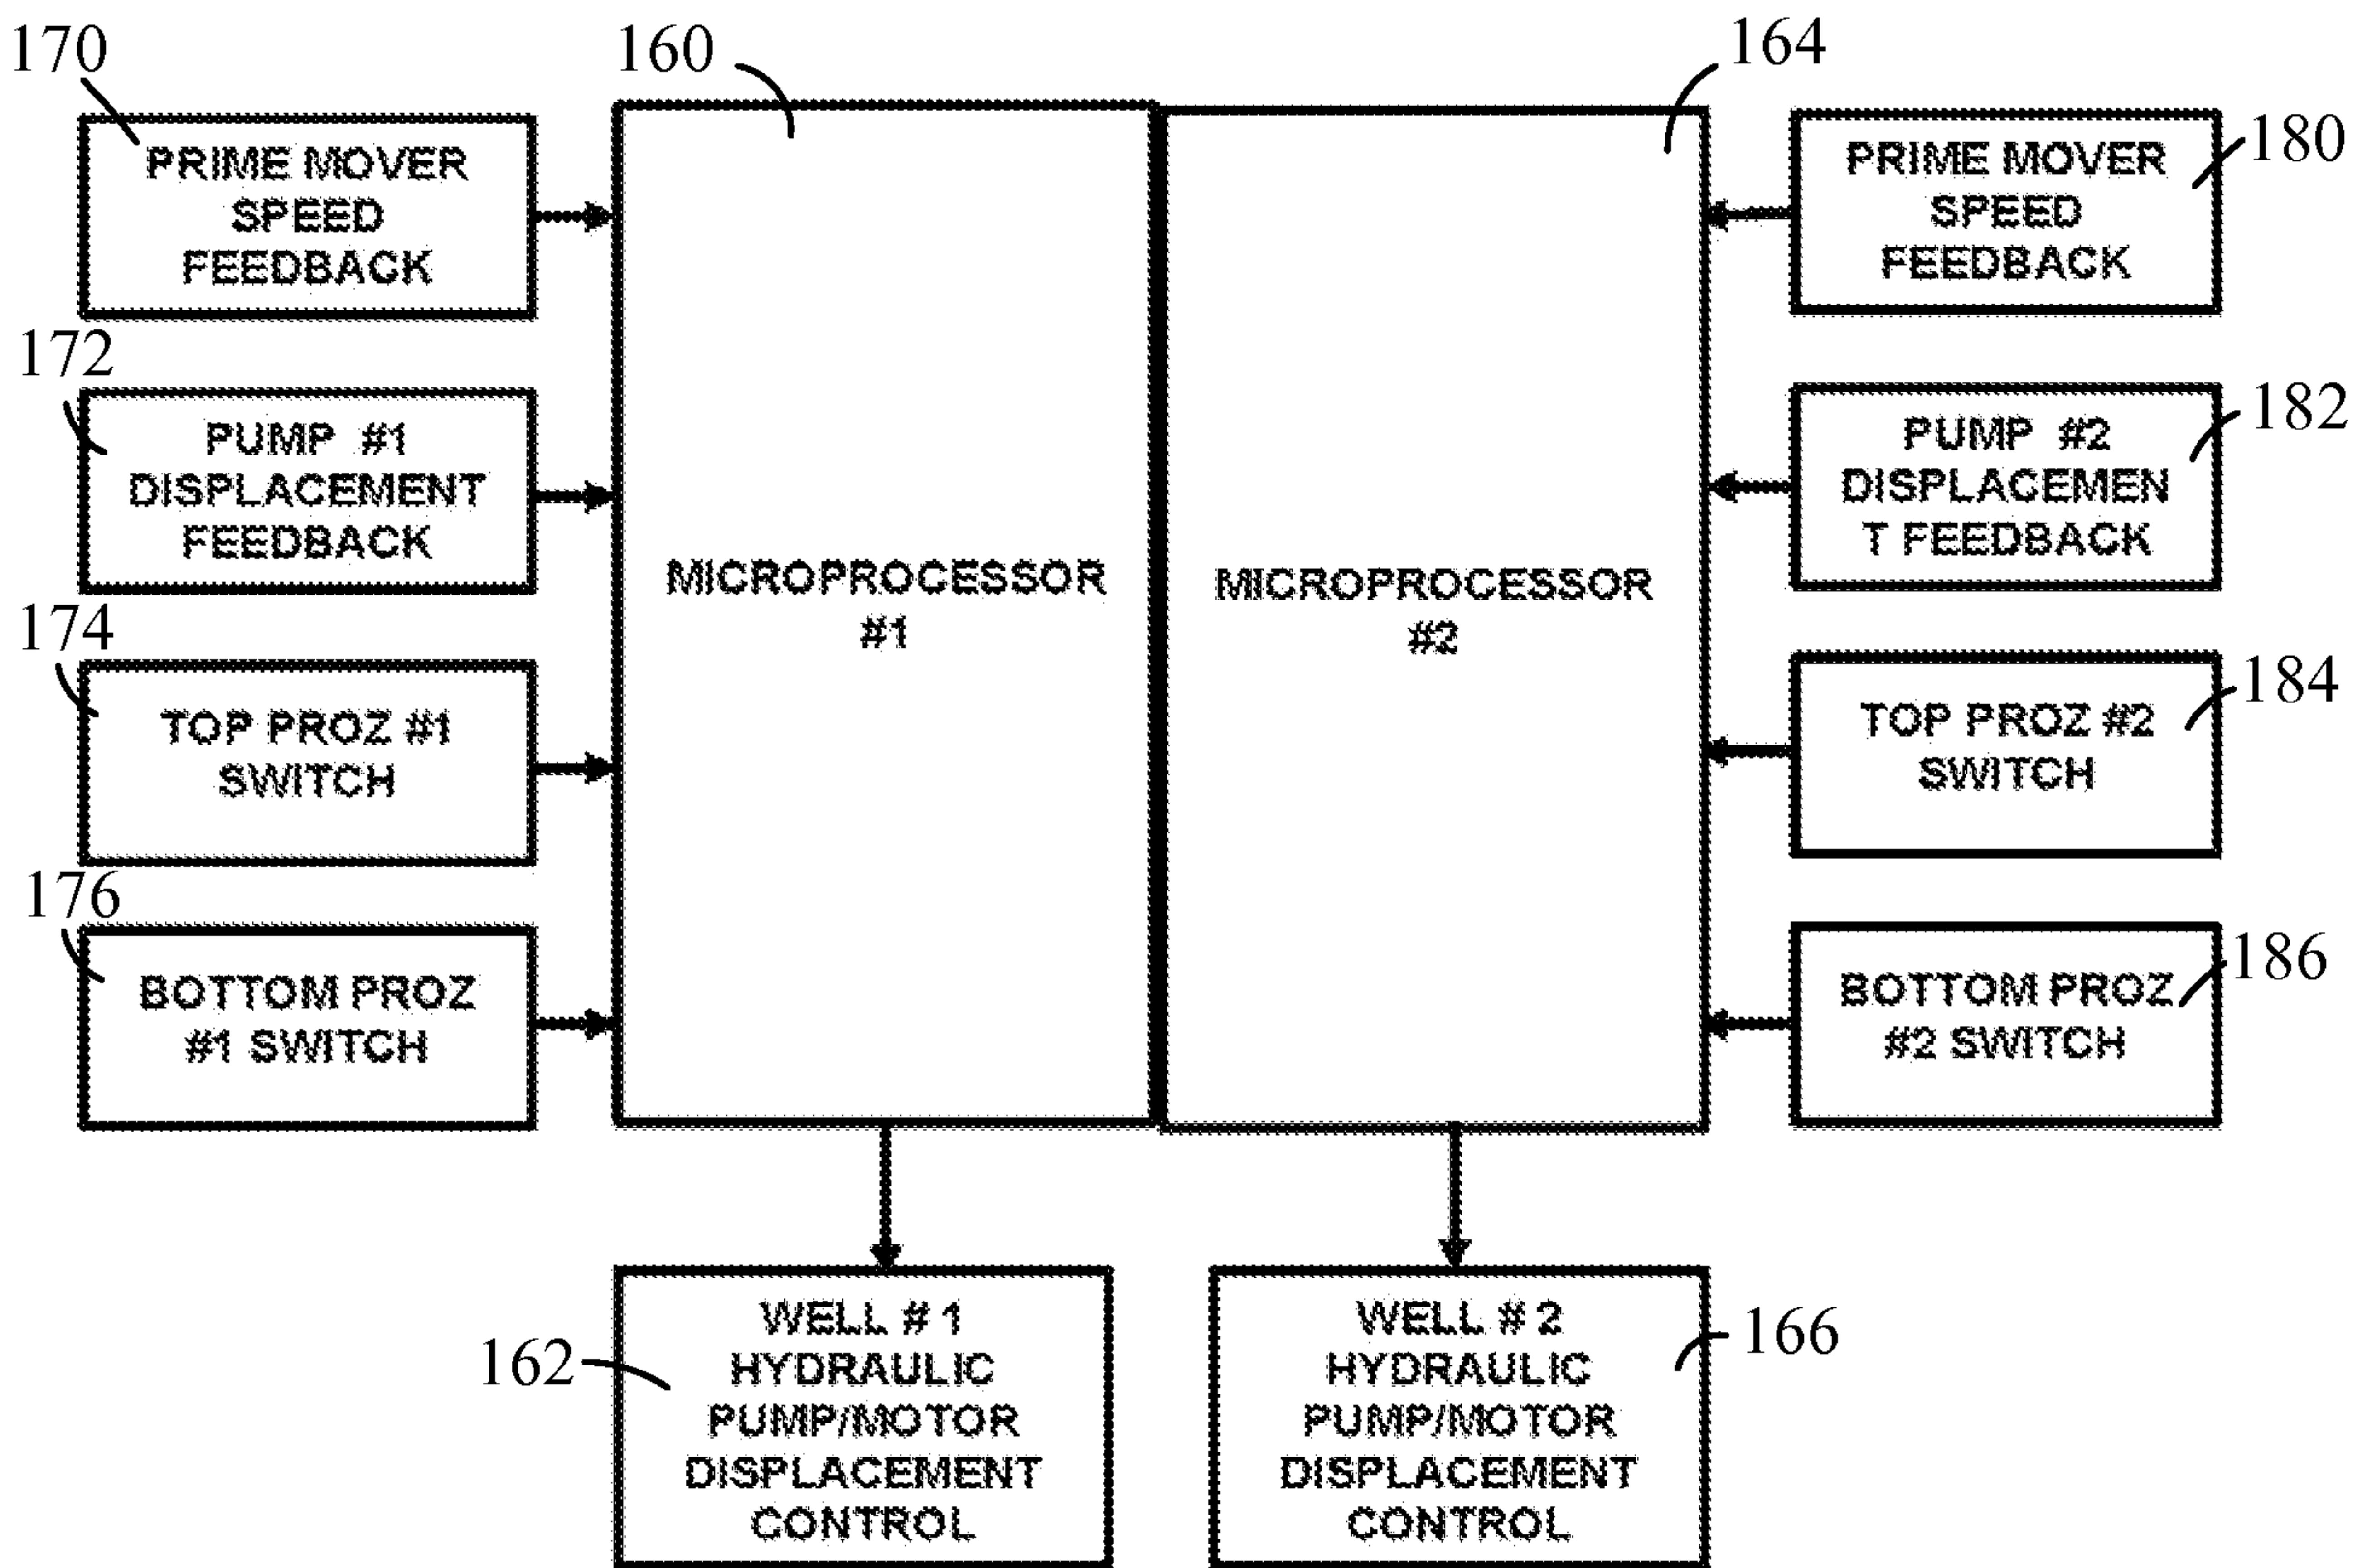 170
160
164
PRIME MOVER
SPEED
FEEDBACK
PRIME MOVER
SPEED
FEEDBACK
180
172
PUMP #1
DISPLACEMENT
FEEDBACK
PUMP #2
DISPLACEMEN
T FEEDBACK
182
MICROPROCESSOR
#1
MICROPROCESSOR
#2
174
TOP PROZ #1
SWITCH
TOP PROZ #2
SWITCH
184
176
BOTTOM PROZ
#1 SWITCH
BOTTOM PROZ
#2 SWITCH
186
162
WELL # 1
HYDRAULIC
PUMP/MOTOR
DISPLACEMENT
CONTROL
WELL # 2
HYDRAULIC
PUMP/MOTOR
DISPLACEMENT
CONTROL
166